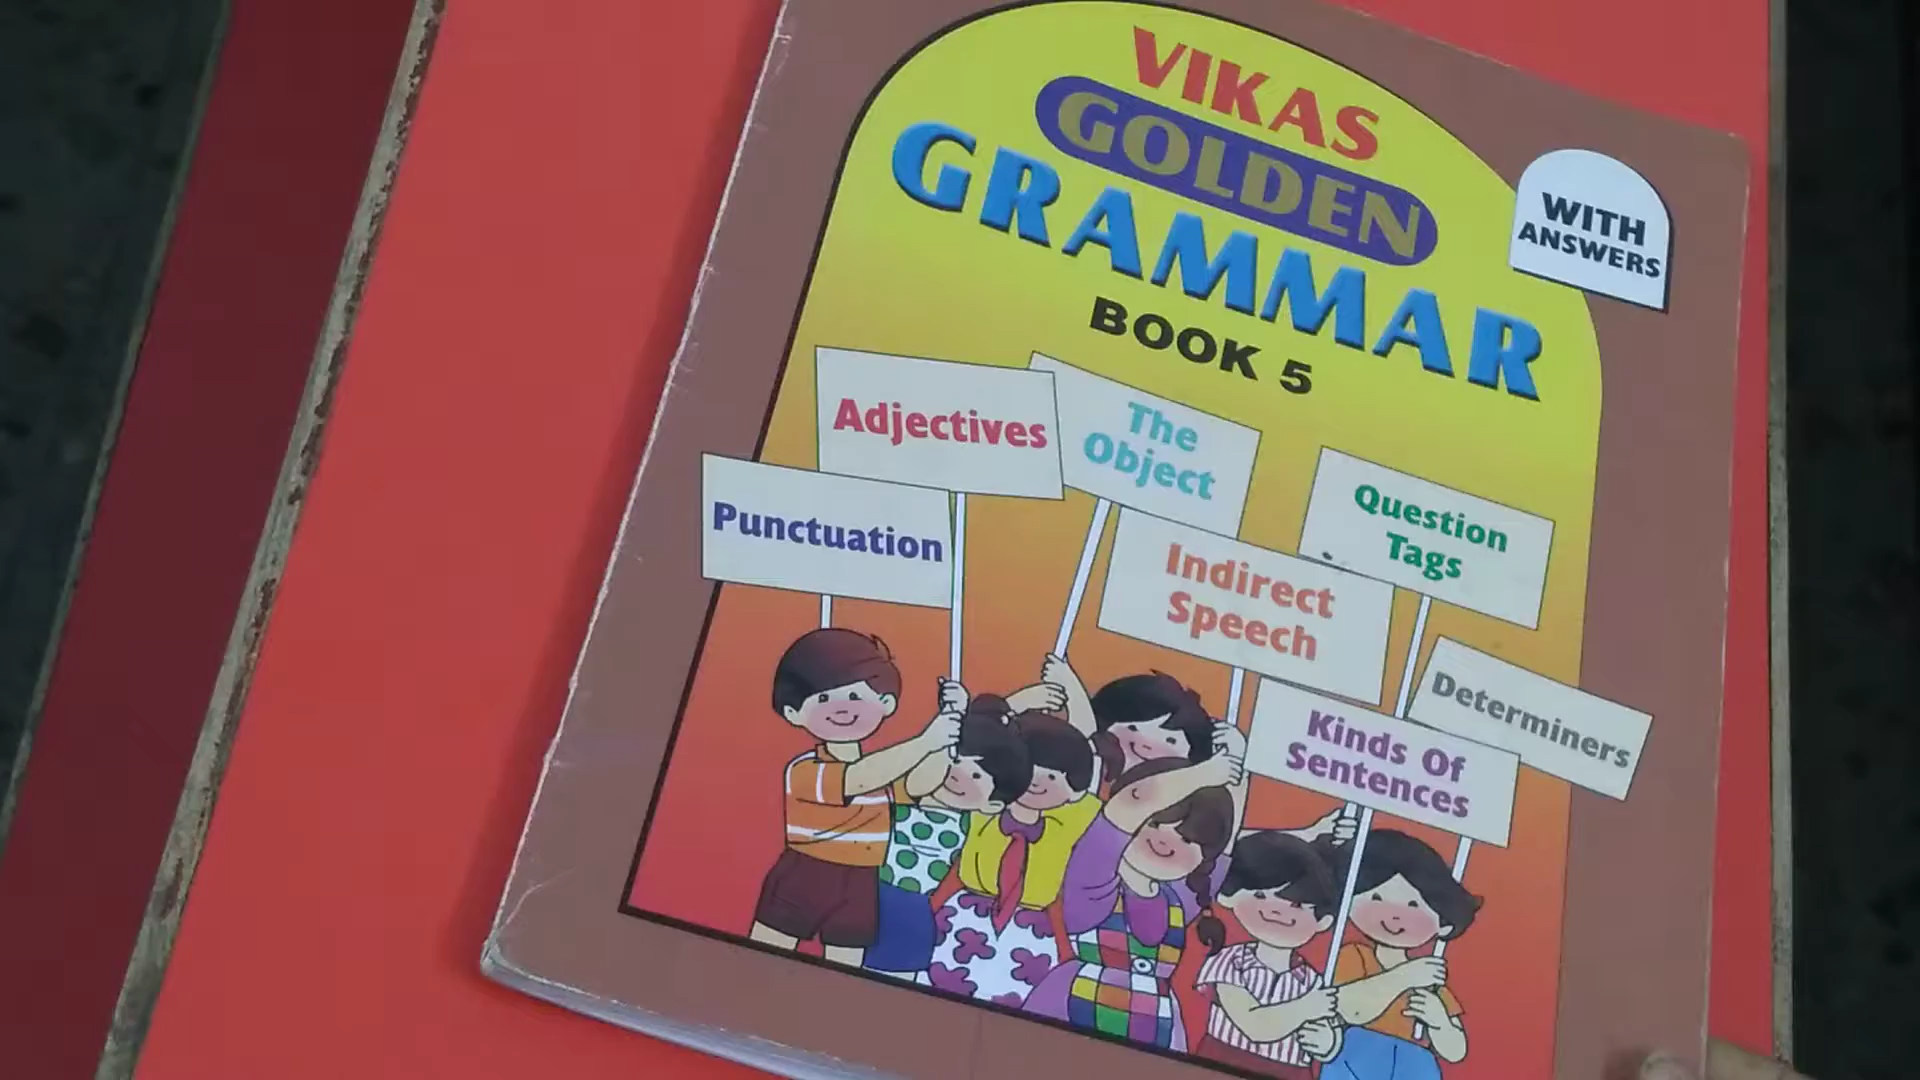 VIKAS
GOLDEN
GRAMMAR
BOOK 5
WITH
ANSWERS
Adjectives
The
Object
Punctuation
Question
Tags
Indirect
Speech
Determiners
Kinds Of
Sentences